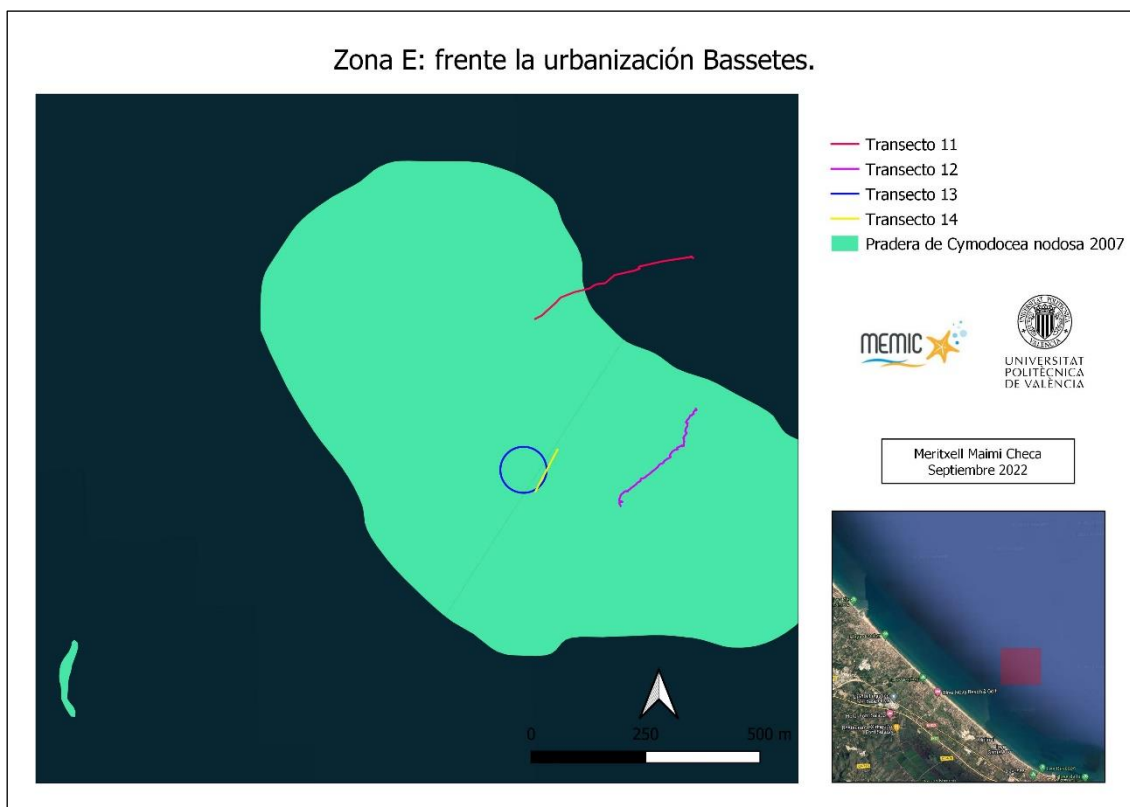 Zona E: frente la urbanización Bassetes.
Transecto 11
Transecto 12
Transecto 13
Transecto 14
Pradera de Cymodocea nodosa 2007
MEMIC
UNIVERSITAT
POLITÈCNICA
DE VALÈNCIA
Meritxell Maimi Checa
Septiembre 2022
0 250 500 m